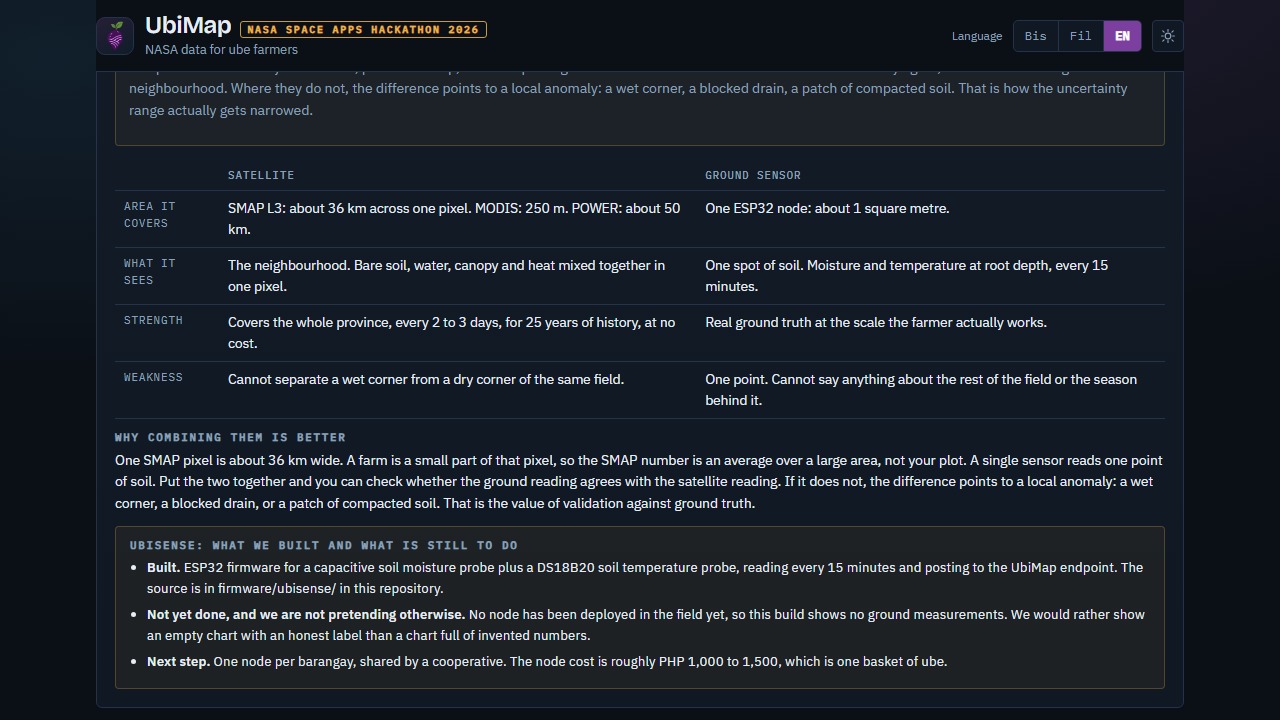 UbiMap NASA SPACE APPS HACKATHON 2026
NASA data for ube farmers
Language Bis Fil EN
neighbourhood. Where they do not, the difference points to a local anomaly: a wet corner, a blocked drain, a patch of compacted soil. That is how the uncertainty
range actually gets narrowed.
SATELLITE GROUND SENSOR
AREA IT COVERS
SMAP L3: about 36 km across one pixel. MODIS: 250 m. POWER: about 50
km.
One ESP32 node: about 1 square metre.
WHAT IT SEES
The neighbourhood. Bare soil, water, canopy and heat mixed together in
one pixel.
One spot of soil. Moisture and temperature at root depth, every 15
minutes.
STRENGTH
Covers the whole province, every 2 to 3 days, for 25 years of history, at no
cost.
Real ground truth at the scale the farmer actually works.
WEAKNESS
Cannot separate a wet corner from a dry corner of the same field.
One point. Cannot say anything about the rest of the field or the season
behind it.
WHY COMBINING THEM IS BETTER
One SMAP pixel is about 36 km wide. A farm is a small part of that pixel, so the SMAP number is an average over a large area, not your plot. A single sensor reads one point
of soil. Put the two together and you can check whether the ground reading agrees with the satellite reading. If it does not, the difference points to a local anomaly: a wet
corner, a blocked drain, or a patch of compacted soil. That is the value of validation against ground truth.
UBISENSE: WHAT WE BUILT AND WHAT IS STILL TO DO
• Built. ESP32 firmware for a capacitive soil moisture probe plus a DS18B20 soil temperature probe, reading every 15 minutes and posting to the UbiMap endpoint. The
source is in firmware/ubisense/ in this repository.
• Not yet done, and we are not pretending otherwise. No node has been deployed in the field yet, so this build shows no ground measurements. We would rather show
an empty chart with an honest label than a chart full of invented numbers.
• Next step. One node per barangay, shared by a cooperative. The node cost is roughly PHP 1,000 to 1,500, which is one basket of ube.